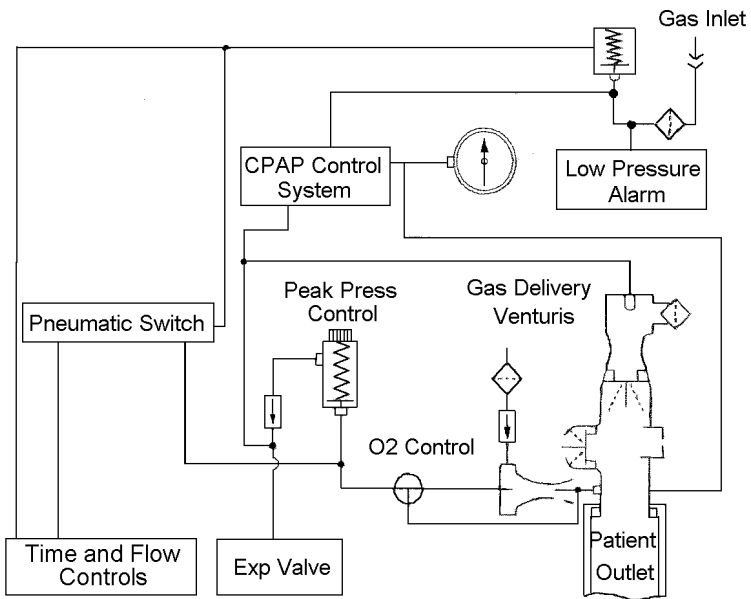 Gas Inlet
CPAP Control
System
Low Pressure
Alarm
Peak Press
Control
Gas Delivery
Venturis
Pneumatic Switch
O2 Control
Time and Flow
Controls
Exp Valve
Patient
Outlet